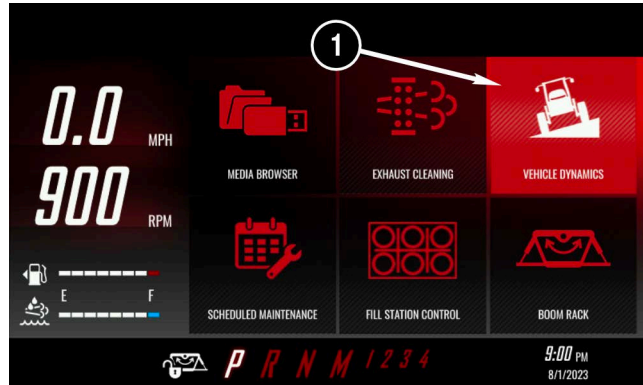 1
0.0 MPH
MEDIA BROWSER
EXHAUST CLEANING
VEHICLE DYNAMICS
900 RPM
E F
SCHEDULED MAINTENANCE
FILL STATION CONTROL
BOOM RACK
P R N M 1 2 3 4
9:00 PM
8/1/2023